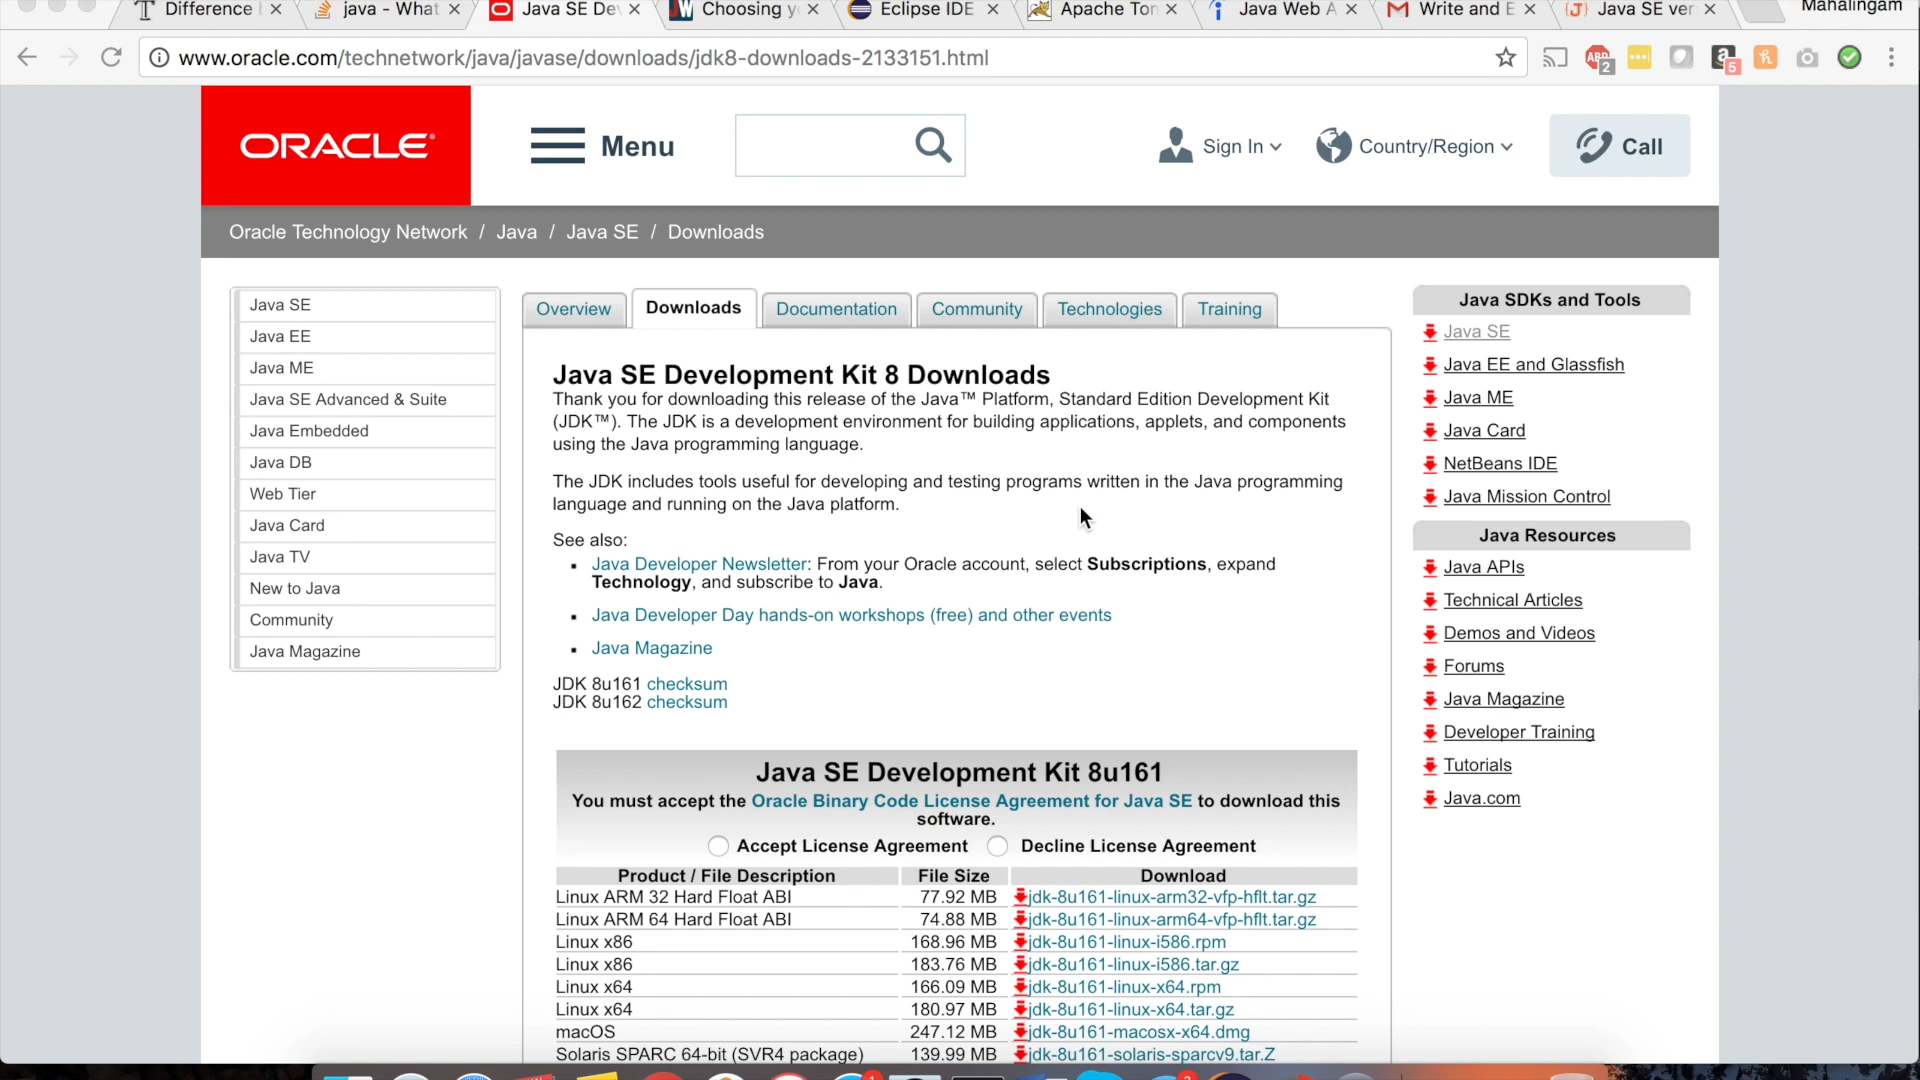 Difference
java - What
Java SE De
Choosing y
Eclipse IDE
Apache Tom
Java Web A
Write and E
Java SE ver
Mahalingam
www.oracle.com/technetwork/java/javase/downloads/jdk8-downloads-2133151.html
ABP
2
a
5
ORACLE®
Menu
Sign In
Country/Region
Call
Oracle Technology Network / Java / Java SE / Downloads
Java SE
Java EE
Java ME
Java SE Advanced & Suite
Java Embedded
Java DB
Web Tier
Java Card
Java TV
New to Java
Community
Java Magazine
Overview
Downloads
Documentation
Community
Technologies
Training
Java SE Development Kit 8 Downloads
Thank you for downloading this release of the Java™ Platform, Standard Edition Development Kit
(JDK™). The JDK is a development environment for building applications, applets, and components
using the Java programming language.
The JDK includes tools useful for developing and testing programs written in the Java programming
language and running on the Java platform.
See also:
Java Developer Newsletter: From your Oracle account, select Subscriptions, expand
Technology, and subscribe to Java.
Java Developer Day hands-on workshops (free) and other events
Java Magazine
JDK 8u161 checksum
JDK 8u162 checksum
Java SE Development Kit 8u161
You must accept the Oracle Binary Code License Agreement for Java SE to download this
software.
Accept License Agreement Decline License Agreement
Product / File Description File Size Download
Linux ARM 32 Hard Float ABI 77.92 MB jdk-8u161-linux-arm32-vfp-hflt.tar.gz
Linux ARM 64 Hard Float ABI 74.88 MB jdk-8u161-linux-arm64-vfp-hflt.tar.gz
Linux x86 168.96 MB jdk-8u161-linux-i586.rpm
Linux x86 183.76 MB jdk-8u161-linux-i586.tar.gz
Linux x64 166.09 MB jdk-8u161-linux-x64.rpm
Linux x64 180.97 MB jdk-8u161-linux-x64.tar.gz
macOS 247.12 MB jdk-8u161-macosx-x64.dmg
Solaris SPARC 64-bit (SVR4 package) 139.99 MB jdk-8u161-solaris-sparcv9.tar.Z
Java SDKs and Tools
Java SE
Java EE and Glassfish
Java ME
Java Card
NetBeans IDE
Java Mission Control
Java Resources
Java APIs
Technical Articles
Demos and Videos
Forums
Java Magazine
Developer Training
Tutorials
Java.com